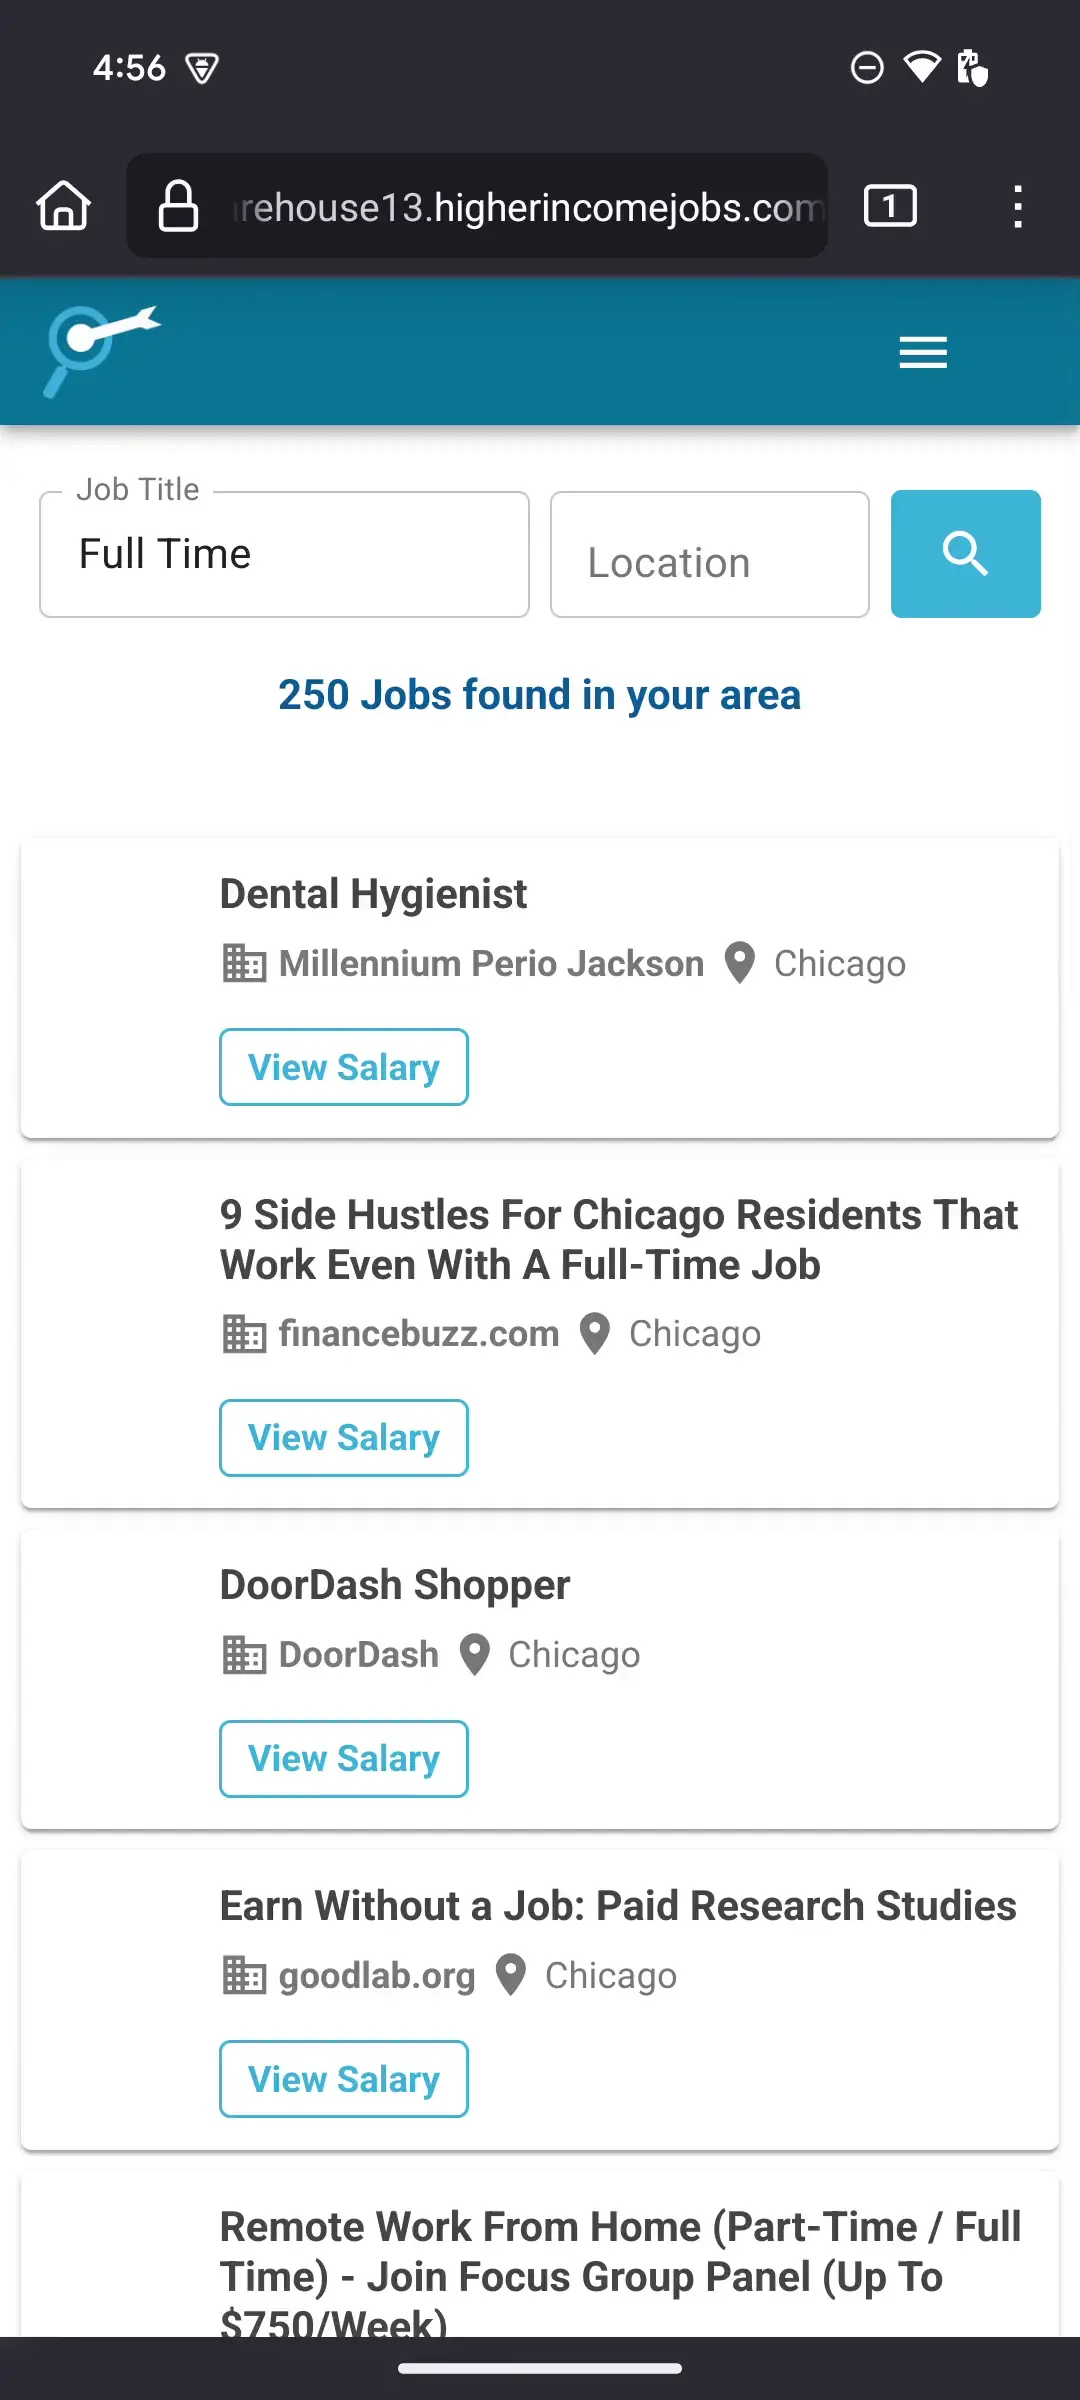 4:56
rehouse13.higherincomejobs.com
1
Job Title
Full Time
Location
250 Jobs found in your area
Dental Hygienist
Millennium Perio Jackson Chicago
View Salary
9 Side Hustles For Chicago Residents That
Work Even With A Full-Time Job
financebuzz.com Chicago
View Salary
DoorDash Shopper
DoorDash Chicago
View Salary
Earn Without a Job: Paid Research Studies
goodlab.org Chicago
View Salary
Remote Work From Home (Part-Time / Full
Time) - Join Focus Group Panel (Up To
$750/Week)